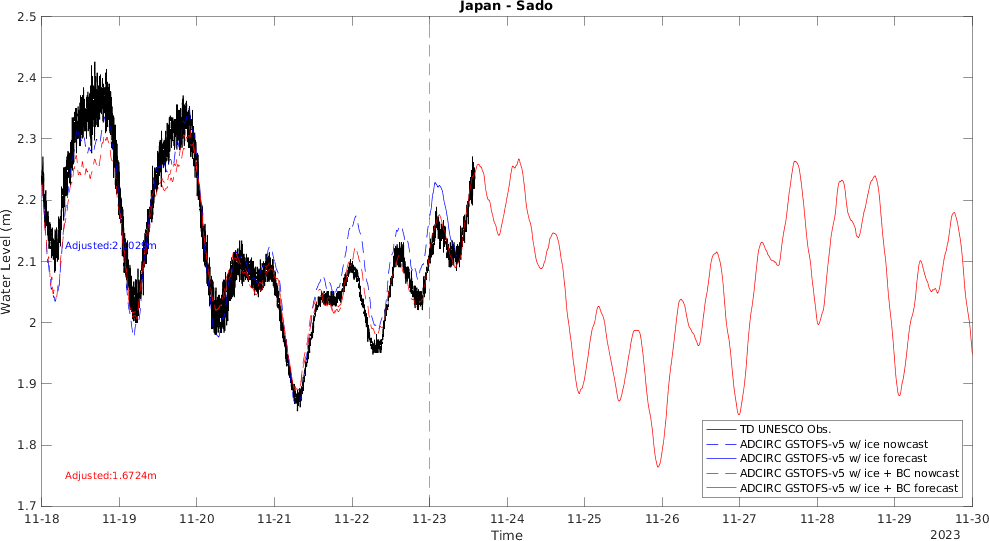 Japan - Sado
Water Level (m)
2.5
2.4
2.3
2.2
2.1
2
1.9
1.8
1.7
Adjusted:1.6724m
TD UNESCO Obs.
ADCIRC GSTOFS-v5 w/ ice nowcast
ADCIRC GSTOFS-v5 w/ ice forecast
ADCIRC GSTOFS-v5 w/ ice + BC nowcast
ADCIRC GSTOFS-v5 w/ ice + BC forecast
11-18 11-19 11-20 11-21 11-22 11-23 11-24 11-25 11-26 11-27 11-28 11-29 11-30
Time
2023